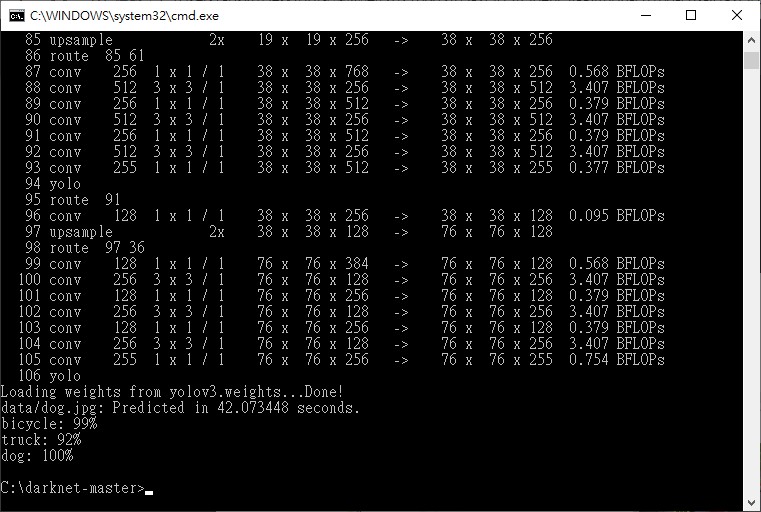 C:\WINDOWS\system32\cmd.exe
85 upsample 2x 19 x 19 x 256 -> 38 x 38 x 256
86 route 85 61
87 conv 256 1 x 1 / 1 38 x 38 x 768 -> 38 x 38 x 256 0.568 BFLOPs
88 conv 512 3 x 3 / 1 38 x 38 x 256 -> 38 x 38 x 512 3.407 BFLOPs
89 conv 256 1 x 1 / 1 38 x 38 x 512 -> 38 x 38 x 256 0.379 BFLOPs
90 conv 512 3 x 3 / 1 38 x 38 x 256 -> 38 x 38 x 512 3.407 BFLOPs
91 conv 256 1 x 1 / 1 38 x 38 x 512 -> 38 x 38 x 256 0.379 BFLOPs
92 conv 512 3 x 3 / 1 38 x 38 x 256 -> 38 x 38 x 512 3.407 BFLOPs
93 conv 255 1 x 1 / 1 38 x 38 x 512 -> 38 x 38 x 255 0.377 BFLOPs
94 yolo
95 route 91
96 conv 128 1 x 1 / 1 38 x 38 x 256 -> 38 x 38 x 128 0.095 BFLOPs
97 upsample 2x 38 x 38 x 128 -> 76 x 76 x 128
98 route 97 36
99 conv 128 1 x 1 / 1 76 x 76 x 384 -> 76 x 76 x 128 0.568 BFLOPs
100 conv 256 3 x 3 / 1 76 x 76 x 128 -> 76 x 76 x 256 3.407 BFLOPs
101 conv 128 1 x 1 / 1 76 x 76 x 256 -> 76 x 76 x 128 0.379 BFLOPs
102 conv 256 3 x 3 / 1 76 x 76 x 128 -> 76 x 76 x 256 3.407 BFLOPs
103 conv 128 1 x 1 / 1 76 x 76 x 256 -> 76 x 76 x 128 0.379 BFLOPs
104 conv 256 3 x 3 / 1 76 x 76 x 128 -> 76 x 76 x 256 3.407 BFLOPs
105 conv 255 1 x 1 / 1 76 x 76 x 256 -> 76 x 76 x 255 0.754 BFLOPs
106 yolo
Loading weights from yolov3.weights...Done!
data/dog.jpg: Predicted in 42.073448 seconds.
bicycle: 99%
truck: 92%
dog: 100%
C:\darknet-master>